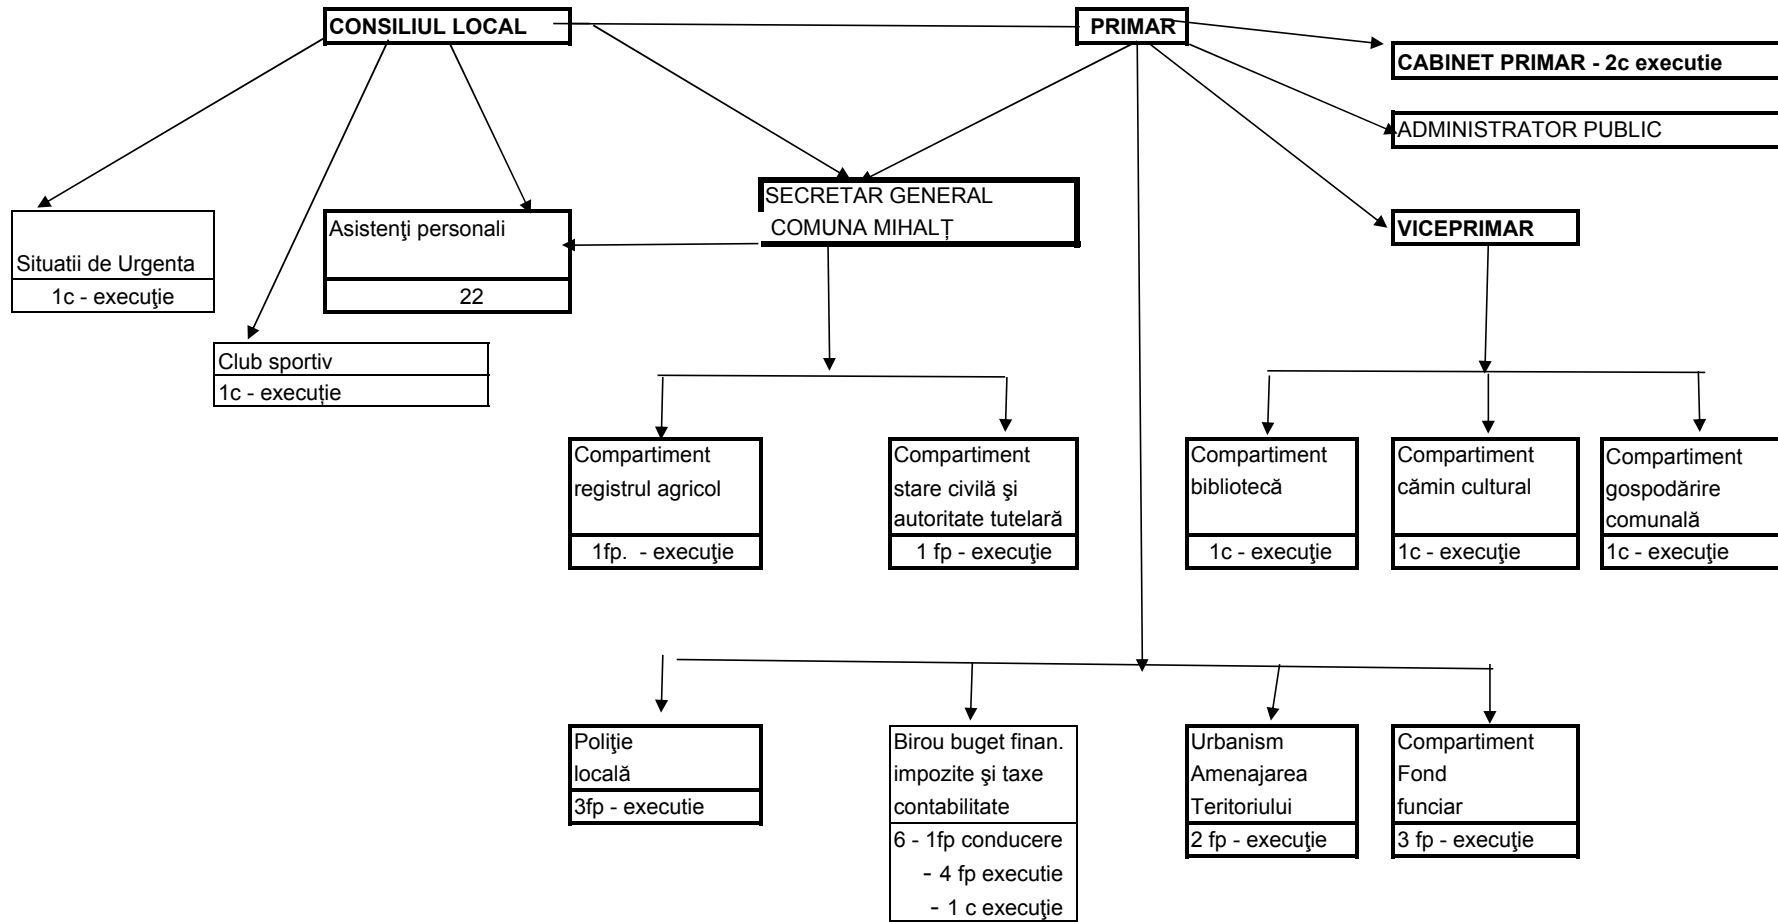 CONSILIUL LOCAL
PRIMAR
CABINET PRIMAR - 2c executie
ADMINISTRATOR PUBLIC
SECRETAR GENERAL
COMUNA MIHALȚ
Situatii de Urgenta
1c - execuţie
Asistenţi personali
22
VICEPRIMAR
Club sportiv
1c - execuție
Compartiment
registrul agricol
1fp. - execuţie
Compartiment
stare civilă şi
autoritate tutelară
1 fp - execuţie
Compartiment
bibliotecă
1c - execuţie
Compartiment
cămin cultural
1c - execuţie
Compartiment
gospodărire
comunală
1c - execuţie
Poliţie
locală
3fp - executie
Birou buget finan.
impozite şi taxe
contabilitate
6 - 1fp conducere
- 4 fp executie
- 1 c execuţie
Urbanism
Amenajarea
Teritoriului
2 fp - execuţie
Compartiment
Fond
funciar
3 fp - execuţie